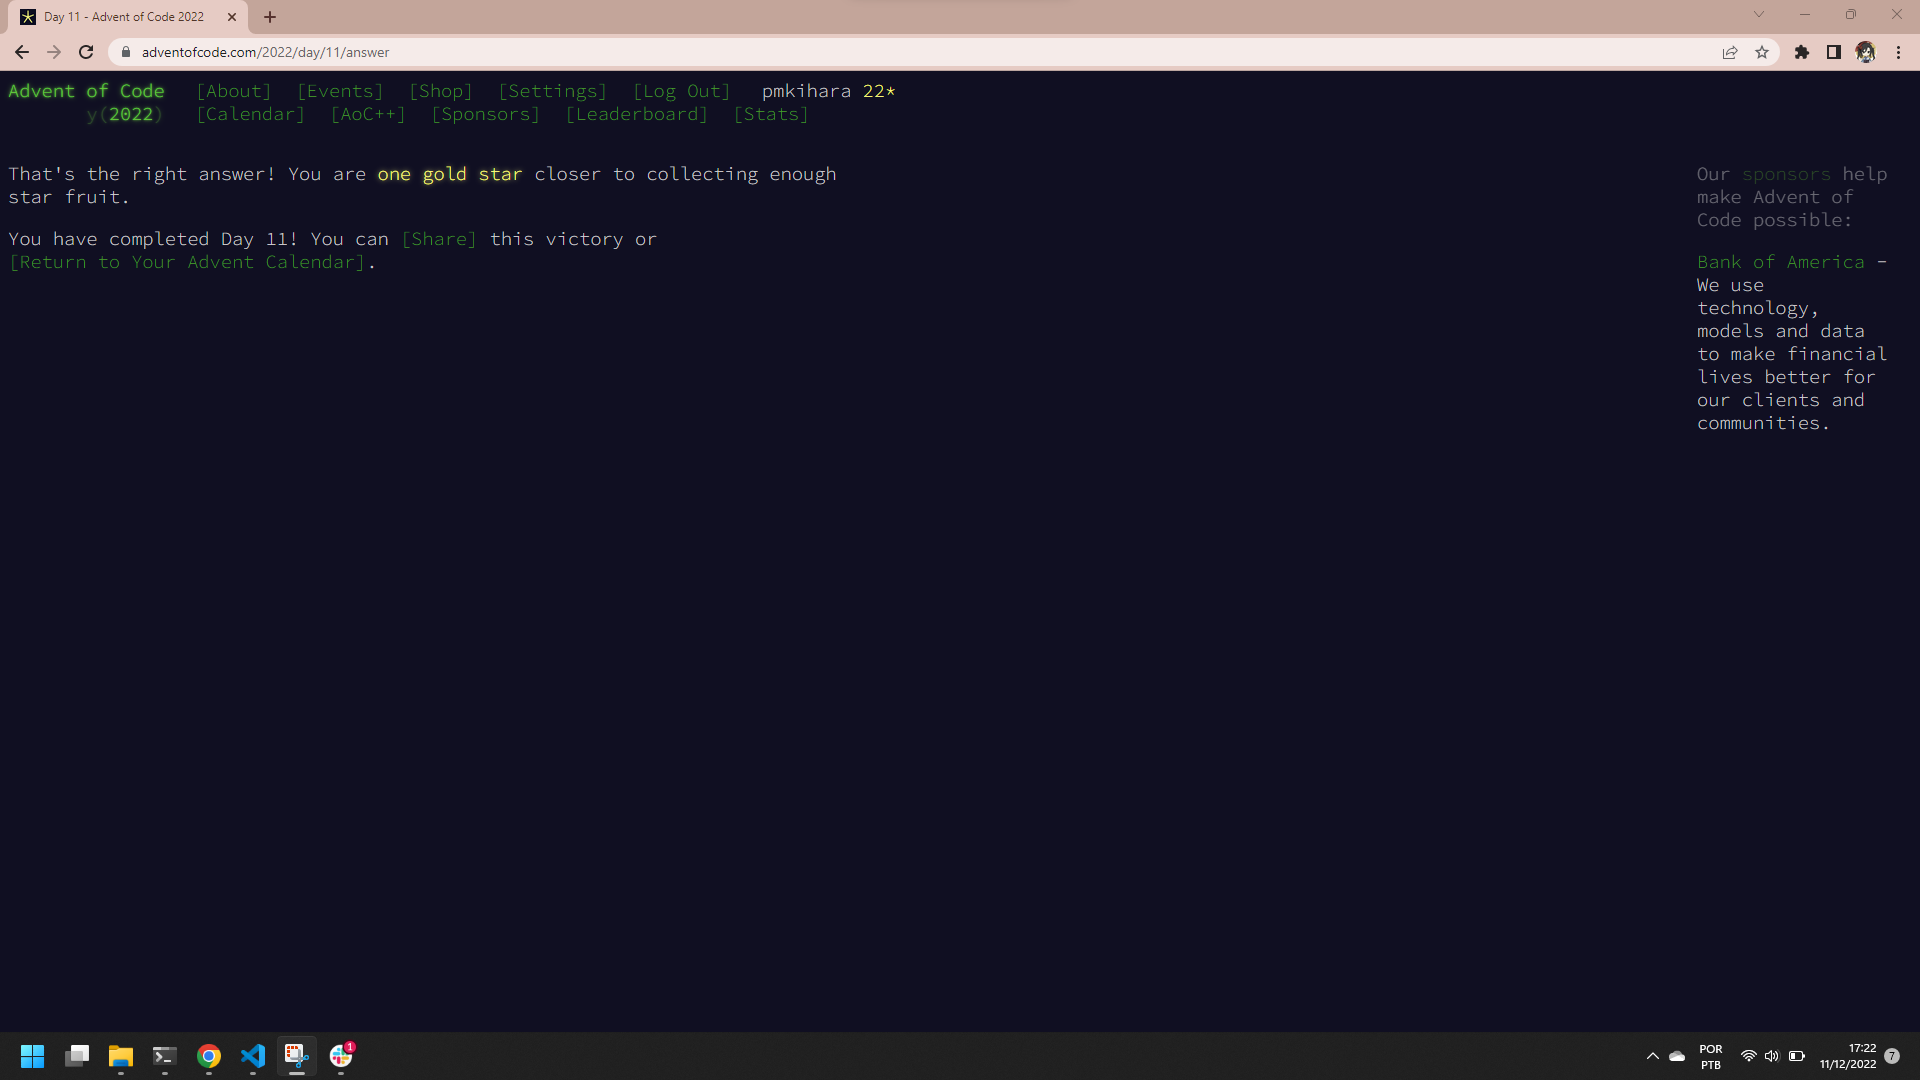 Day 11 - Advent of Code 2022
adventofcode.com/2022/day/11/answer
Advent of Code [About] [Events] [Shop] [Settings] [Log Out] pmkihara 22*
y(2022) [Calendar] [AoC++] [Sponsors] [Leaderboard] [Stats]
That's the right answer! You are one gold star closer to collecting enough
star fruit.
You have completed Day 11! You can [Share] this victory or
[Return to Your Advent Calendar].
Our sponsors help
make Advent of
Code possible:
Bank of America -
We use
technology,
models and data
to make financial
lives better for
our clients and
communities.
1
POR
PTB
17:22
11/12/2022
7